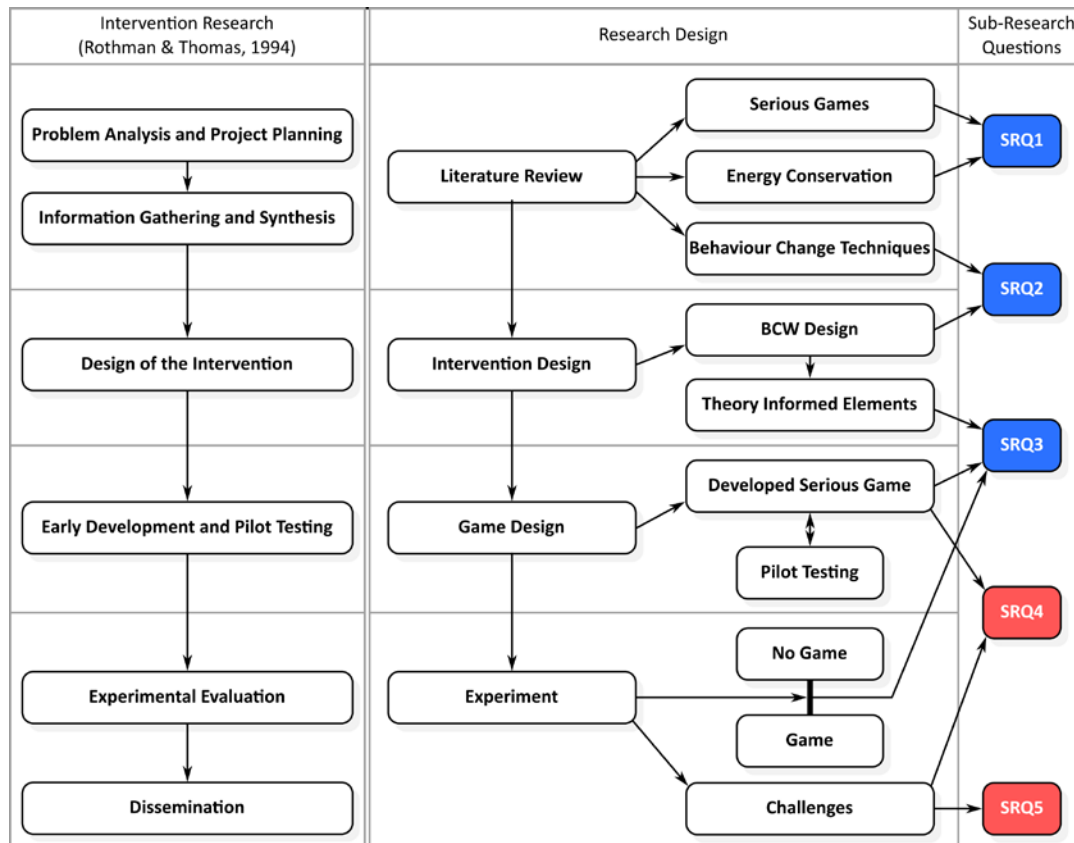 Intervention Research
(Rothman & Thomas, 1994)
Research Design
Sub-Research
Questions
Problem Analysis and Project Planning
Information Gathering and Synthesis
Literature Review
Serious Games
Energy Conservation
Behaviour Change Techniques
SRQ1
SRQ2
Design of the Intervention
Intervention Design
BCW Design
Theory Informed Elements
SRQ3
Early Development and Pilot Testing
Game Design
Developed Serious Game
Pilot Testing
SRQ4
Experimental Evaluation
Dissemination
Experiment
No Game
Game
Challenges
SRQ5